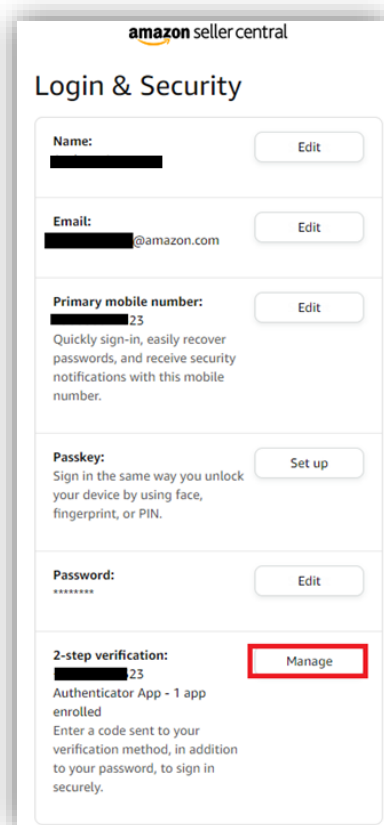 amazon seller central
Login & Security
Name:
Edit
Email:
Edit
@amazon.com
Primary mobile number:
Edit
23
Quickly sign-in, easily recover
passwords, and receive security
notifications with this mobile
number.
Passkey:
Set up
Sign in the same way you unlock
your device by using face,
fingerprint, or PIN.
Password:
Edit
********
2-step verification:
Manage
23
Authenticator App - 1 app
enrolled
Enter a code sent to your
verification method, in addition
to your password, to sign in
securely.